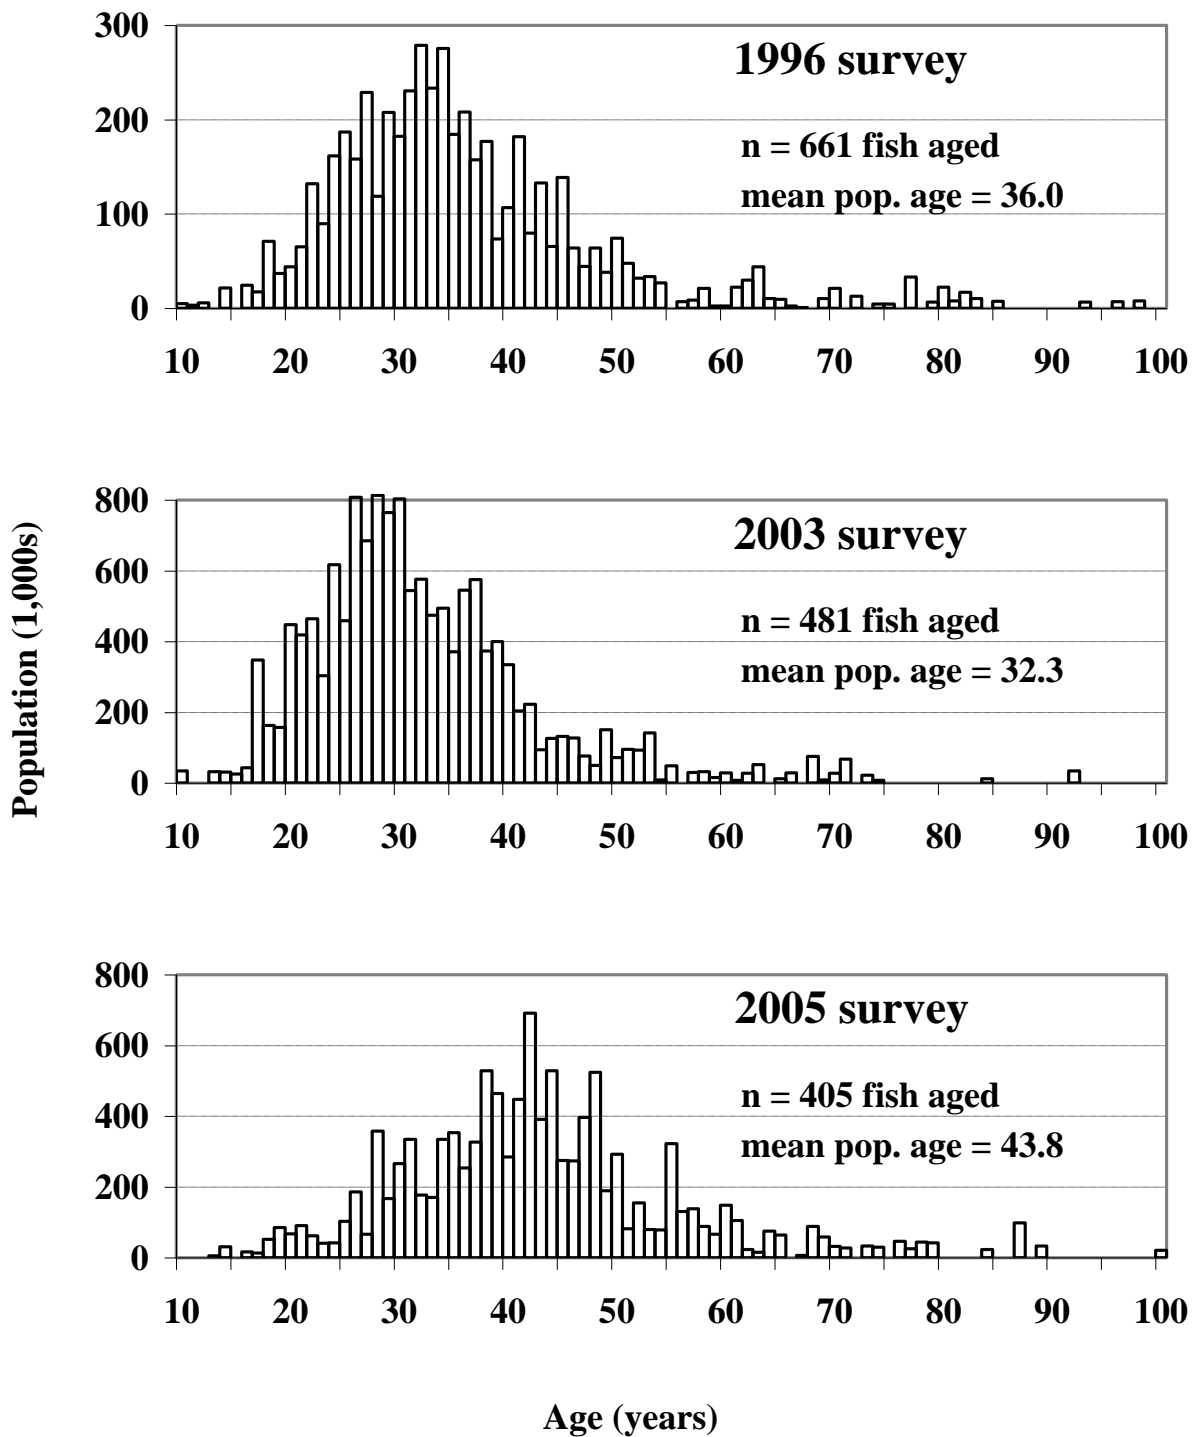 300
1996 survey
200
n = 661 fish aged
mean pop. age = 36.0
100
0
10 20 30 40 50 60 70 80 90 100
Population (1,000s)
800
2003 survey
600
n = 481 fish aged
400
mean pop. age = 32.3
200
0
10 20 30 40 50 60 70 80 90 100
800
2005 survey
600
n = 405 fish aged
400
mean pop. age = 43.8
200
0
10 20 30 40 50 60 70 80 90 100
Age (years)